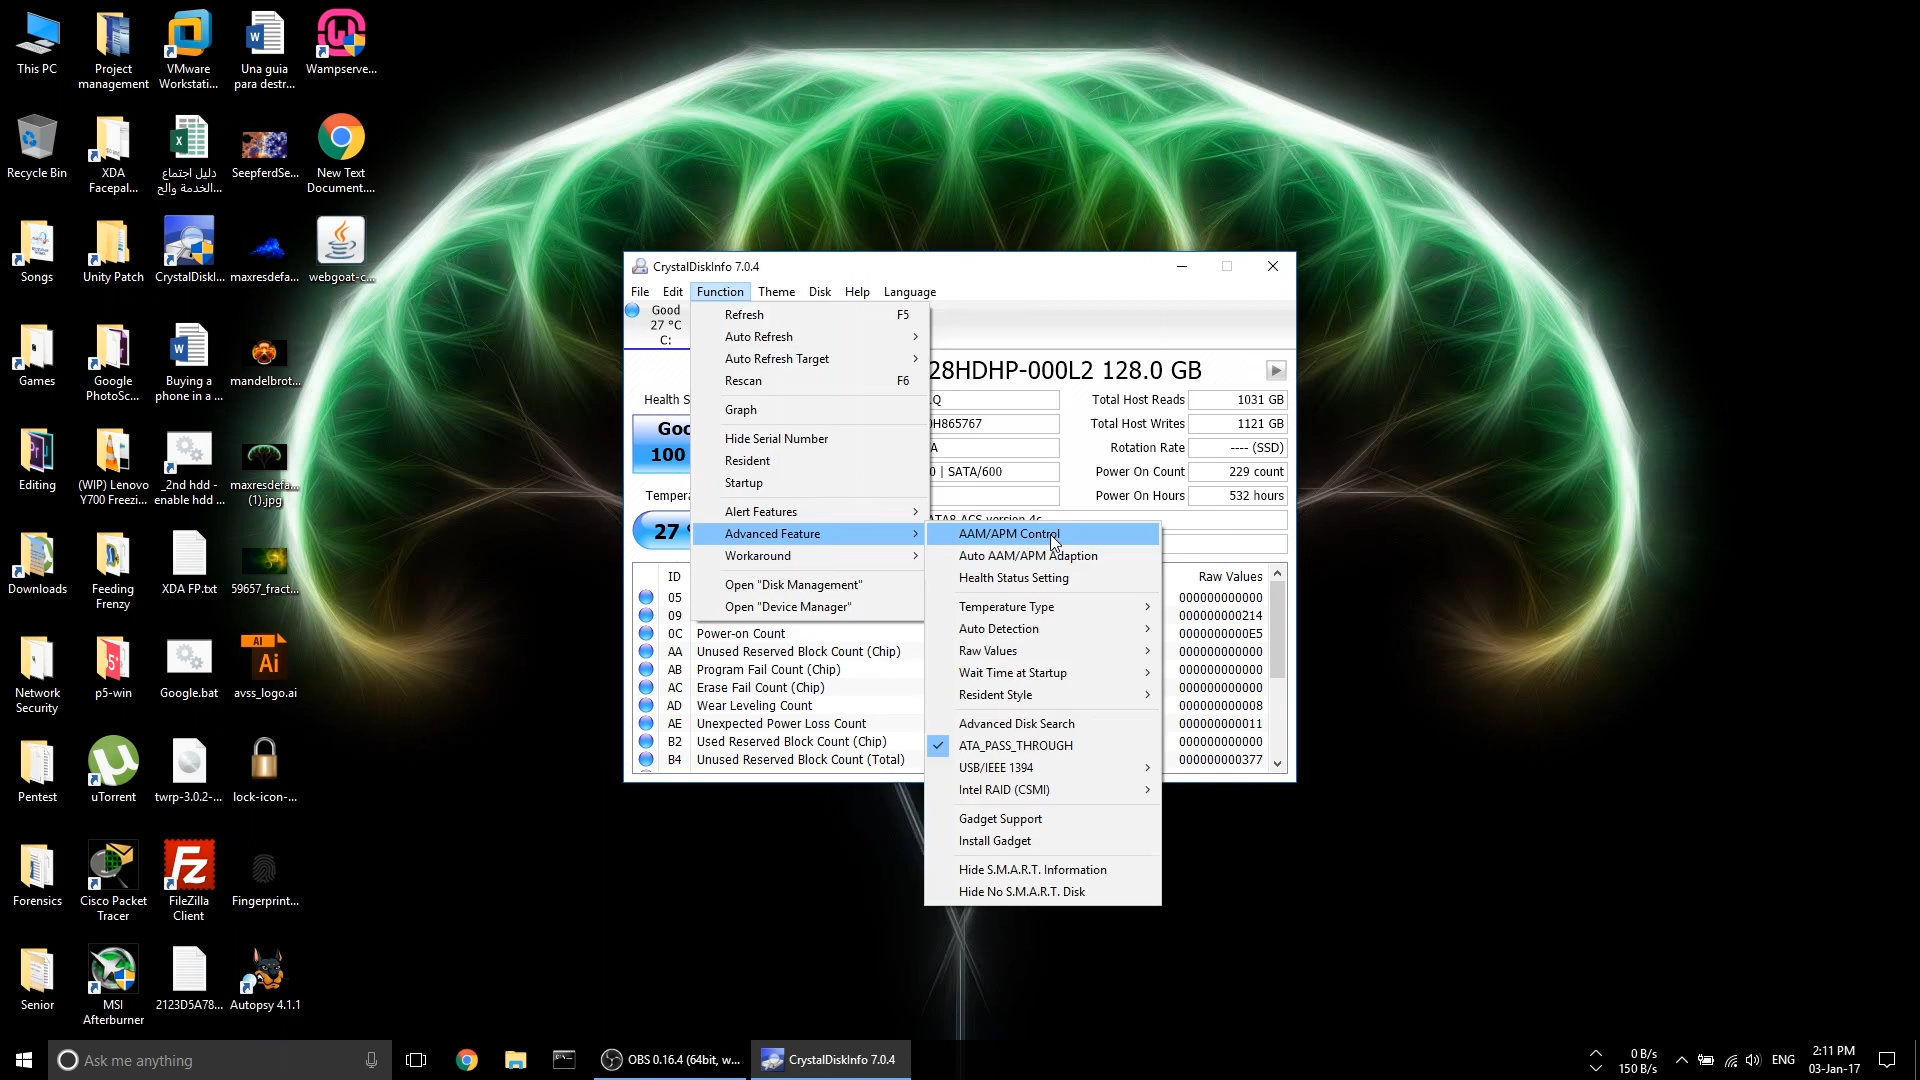 This PC
Project
management
VMware
Workstati...
Una guia
para destr...
Wampserve...
Recycle Bin
XDA
Facepal...
دليل اجتماع
الخدمة والح...
SeepferdSe...
New Text
Document....
Songs
Unity Patch
CrystalDiskI...
maxresdefa...
webgoat-c...
Games
Google
PhotoSc...
Buying a
phone in a ...
mandelbrot...
Editing
(WIP) Lenovo
Y700 Freezi...
_2nd hdd -
enable hdd ...
maxresdefa...
(1).jpg
Downloads
Feeding
Frenzy
XDA FP.txt
59657_fract...
Network
Security
p5-win
Google.bat
Ai
avss_logo.ai
Pentest
uTorrent
twrp-3.0.2-...
lock-icon-...
Forensics
Cisco Packet
Tracer
FileZilla
Client
Fingerprint...
Senior
MSI
Afterburner
2123D5A78...
Autopsy 4.1.1
CrystalDiskInfo 7.0.4
File Edit Function Theme Disk Help Language
Good
27 °C
C:
Refresh F5
Auto Refresh
Auto Refresh Target
Rescan F6
Graph
Hide Serial Number
Resident
Startup
Alert Features
Advanced Feature
Workaround
Open "Disk Management"
Open "Device Manager"
28HDHP-000L2 128.0 GB
Health S
Goo
100
Tempera
27 °
Q
0H865767
A
0 | SATA/600
ATA8-ACS version 4c
Total Host Reads 1031 GB
Total Host Writes 1121 GB
Rotation Rate ---- (SSD)
Power On Count 229 count
Power On Hours 532 hours
AAM/APM Control
Auto AAM/APM Adaption
Health Status Setting
Temperature Type
Auto Detection
Raw Values
Wait Time at Startup
Resident Style
Advanced Disk Search
ATA_PASS_THROUGH
USB/IEEE 1394
Intel RAID (CSMI)
Gadget Support
Install Gadget
Hide S.M.A.R.T. Information
Hide No S.M.A.R.T. Disk
ID Raw Values
05 000000000000
09 000000000214
0C Power-on Count 0000000000E5
AA Unused Reserved Block Count (Chip) 000000000000
AB Program Fail Count (Chip) 000000000000
AC Erase Fail Count (Chip) 000000000000
AD Wear Leveling Count 000000000008
AE Unexpected Power Loss Count 000000000011
B2 Used Reserved Block Count (Chip) 000000000000
B4 Unused Reserved Block Count (Total) 000000000377
Ask me anything
OBS 0.16.4 (64bit, w...
CrystalDiskInfo 7.0.4
0 B/s
150 B/s
ENG
2:11 PM
03-Jan-17